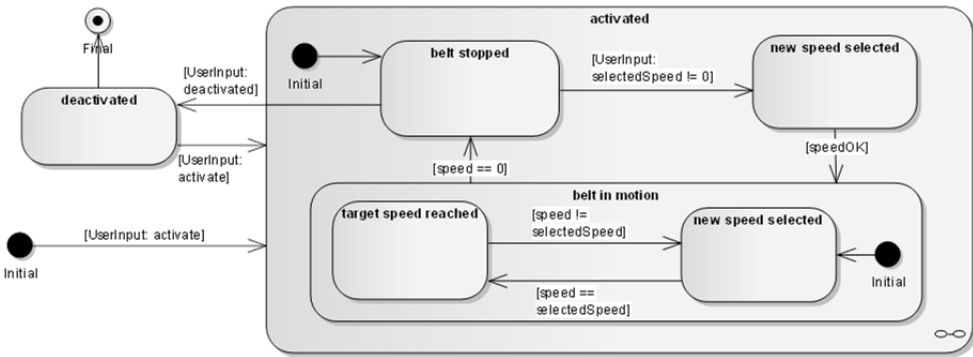 activated
Final
Initial
belt stopped
new speed selected
[UserInput:
selectedSpeed != 0]
[UserInput:
deactivated]
deactivated
[UserInput:
activate]
[speed == 0]
[speedOK]
belt in motion
target speed reached
[speed !=
selectedSpeed]
new speed selected
[UserInput: activate]
Initial
Initial
[speed ==
selectedSpeed]